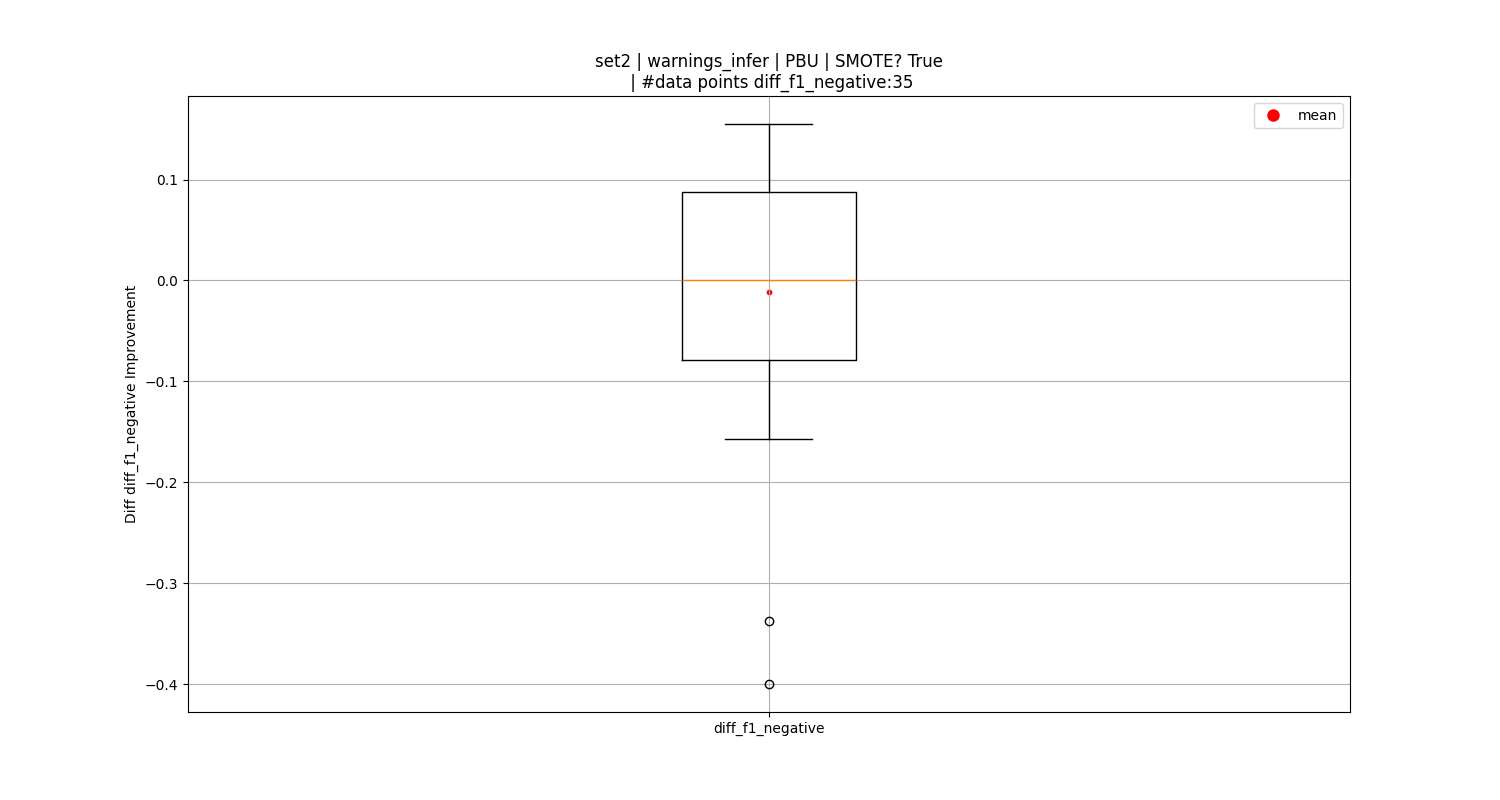 set2 | warnings_infer | PBU | SMOTE? True
| #data points diff_f1_negative:35
mean
0.1
0.0
−0.1
−0.2
−0.3
−0.4
Diff diff_f1_negative Improvement
diff_f1_negative